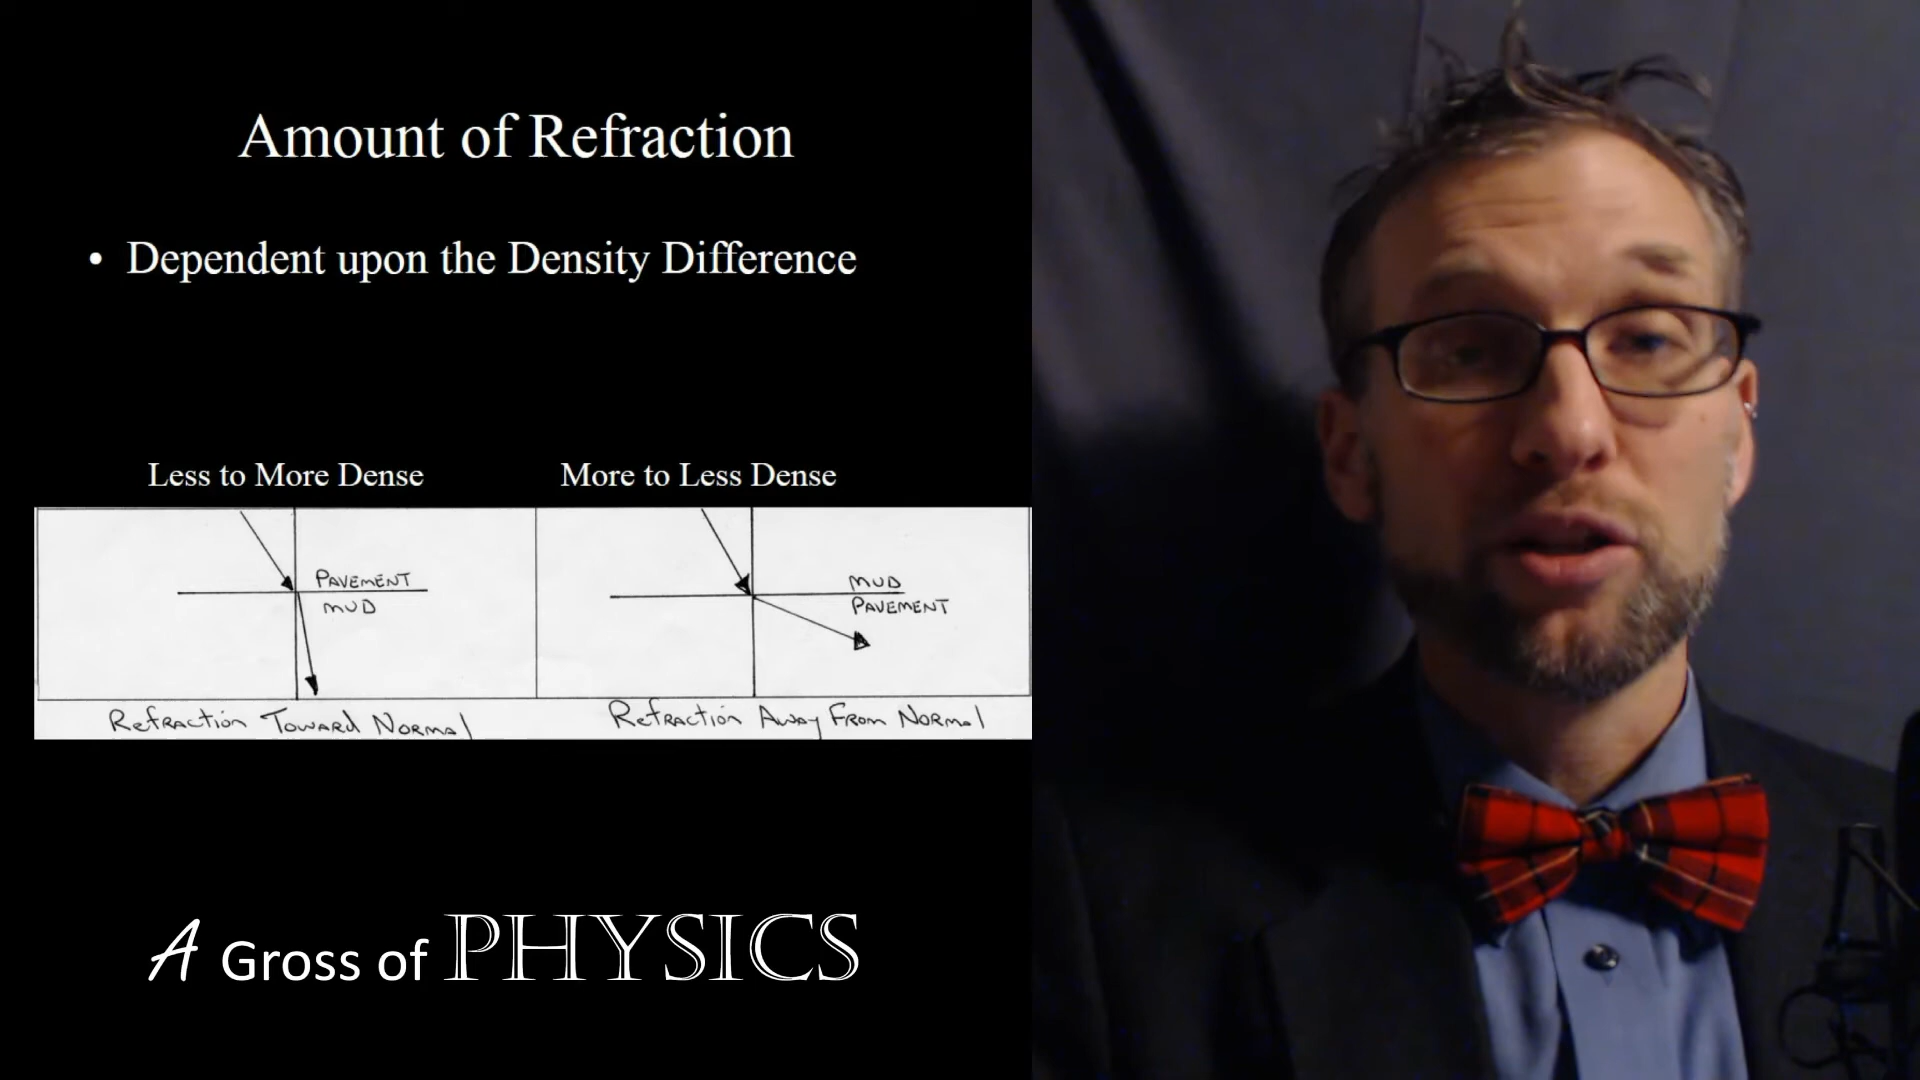 Amount of Refraction
• Dependent upon the Density Difference
Less to More Dense
More to Less Dense
PAVEMENT
MUD
MUD
PAVEMENT
Refraction Toward Normal
Refraction Away From Normal
A Gross of PHYSICS